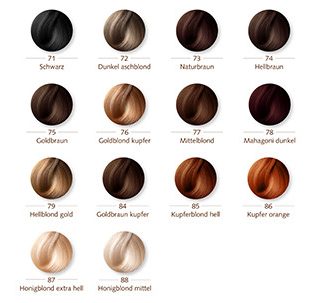 71 72 73 74
Schwarz Dunkel aschblond Naturbraun Hellbraun
75 76 77 78
Goldbraun Goldblond kupfer Mittelblond Mahagoni dunkel
79 84 85 86
Hellblond gold Goldbraun kupfer Kupferblond hell Kupfer orange
87 88
Honigblond extra hell Honigblond mittel